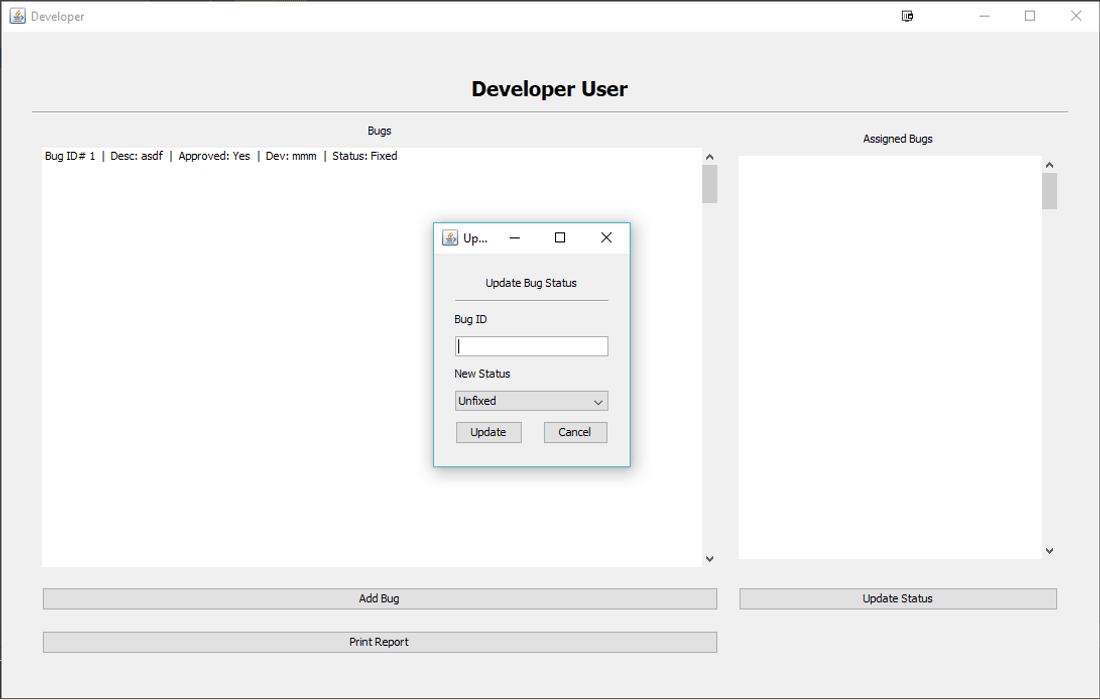 Developer
Developer User
Bugs
Assigned Bugs
Bug ID# 1 | Desc: asdf | Approved: Yes | Dev: mmm | Status: Fixed
Up...
Update Bug Status
Bug ID
New Status
Unfixed
Update Cancel
Add Bug
Update Status
Print Report